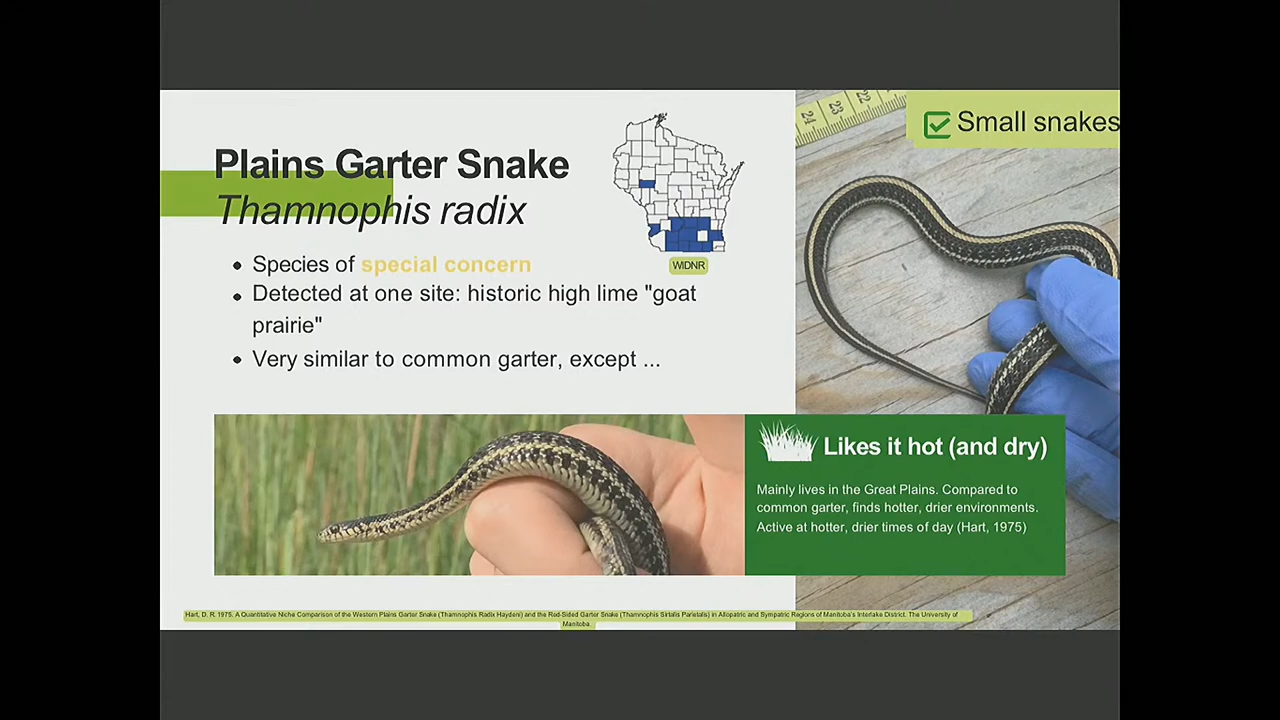 24 23 22
Small snakes
Plains Garter Snake
Thamnophis radix
WIDNR
• Species of special concern
• Detected at one site: historic high lime "goat
prairie"
• Very similar to common garter, except ...
Likes it hot (and dry)
Mainly lives in the Great Plains. Compared to
common garter, finds hotter, drier environments.
Active at hotter, drier times of day (Hart, 1975)
Hart, D. R. 1975. A Quantitative Niche Comparison of the Western Plains Garter Snake (Thamnophis Radix Haydeni) and the Red-Sided Garter Snake (Thamnophis Sirtalis Parietalis) in Allopatric and Sympatric Regions of Manitoba's Interlake District. The University of
Manitoba.